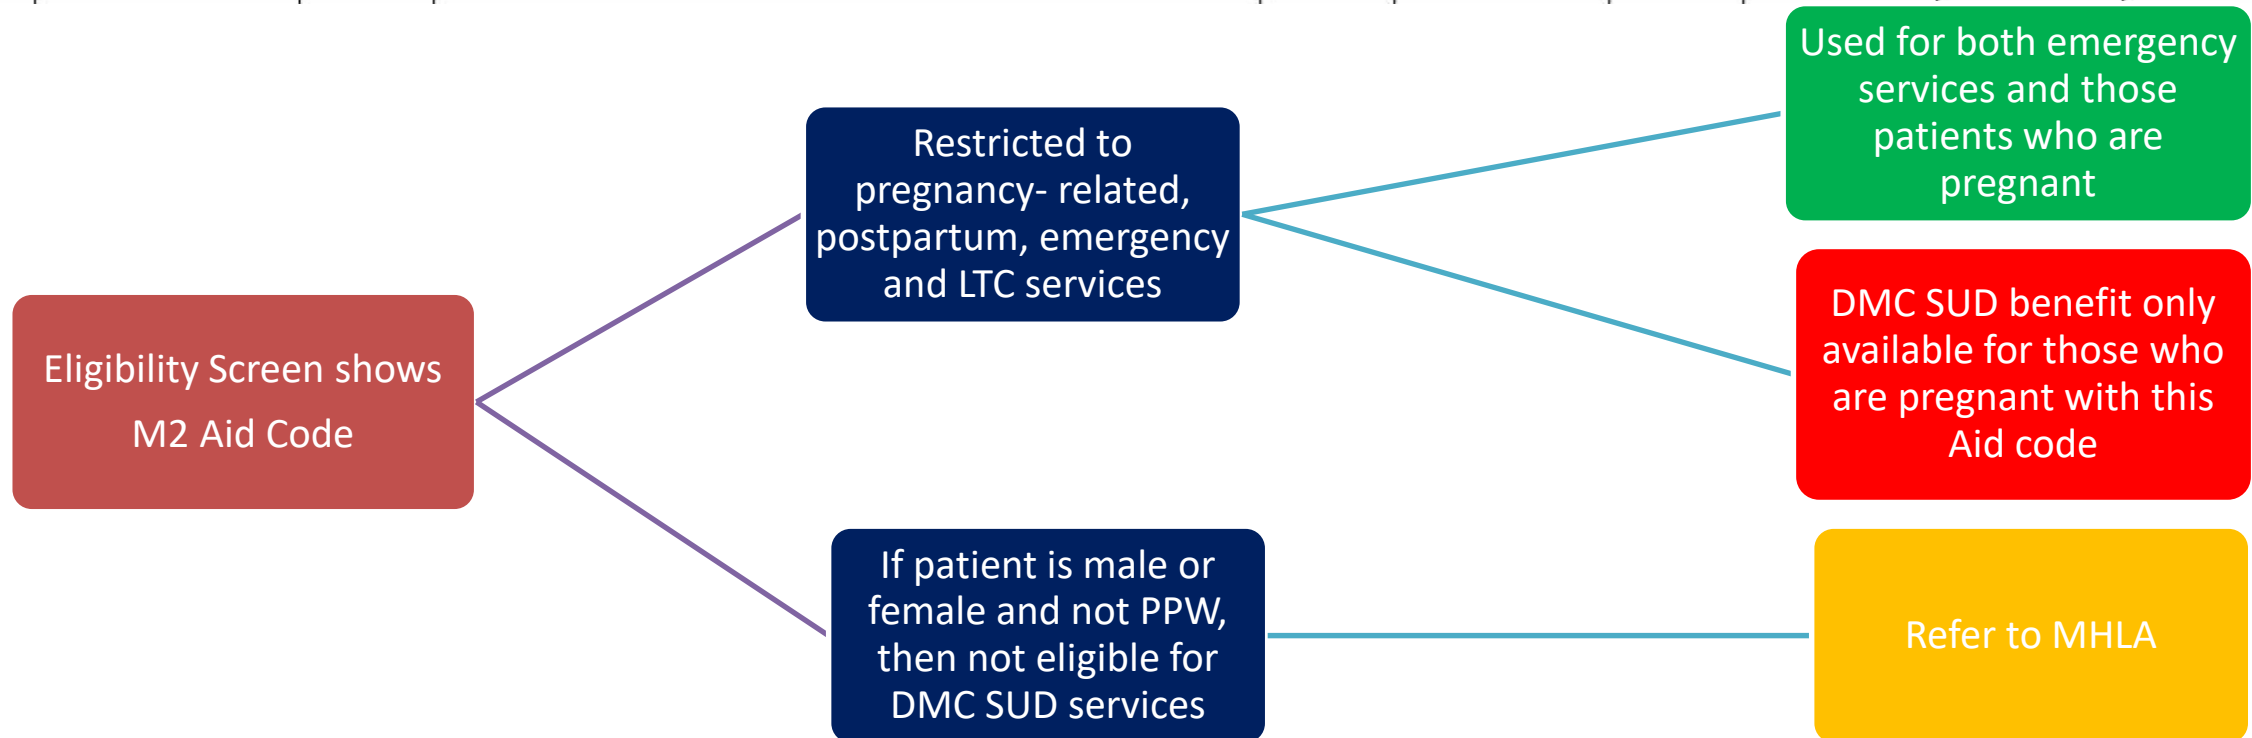 Eligibility Screen shows
M2 Aid Code
Restricted to
pregnancy- related,
postpartum, emergency
and LTC services
Used for both emergency
services and those
patients who are
pregnant
DMC SUD benefit only
available for those who
are pregnant with this
Aid code
If patient is male or
female and not PPW,
then not eligible for
DMC SUD services
Refer to MHLA